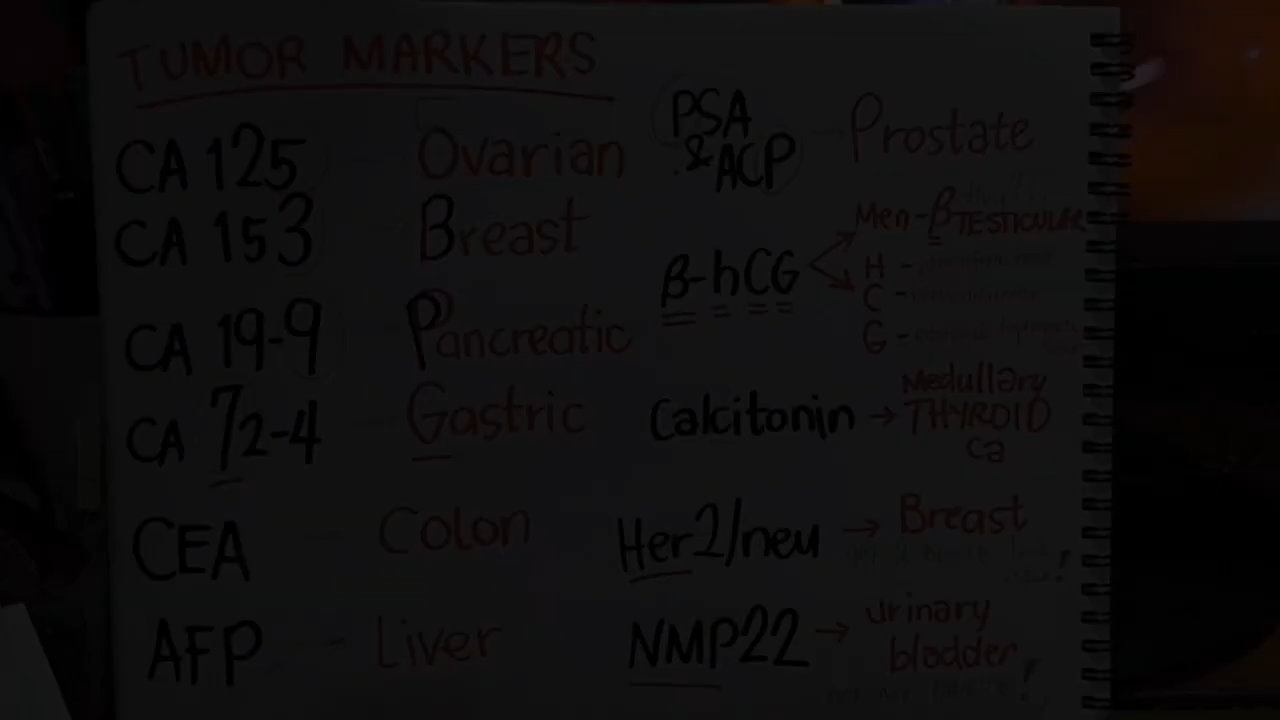 TUMOR MARKERS
CA 125 Ovarian
CA 153 Breast
CA 19-9 Pancreatic
CA 72-4 Gastric
CEA Colon
AFP - Liver
PSA
& ACP Prostate
β-hCG
Men - β TESTICULAR
H -
C -
G -
Calcitonin → Medullary
THYROID
Ca
Her2/neu → Breast
NMP22 → urinary
bladder